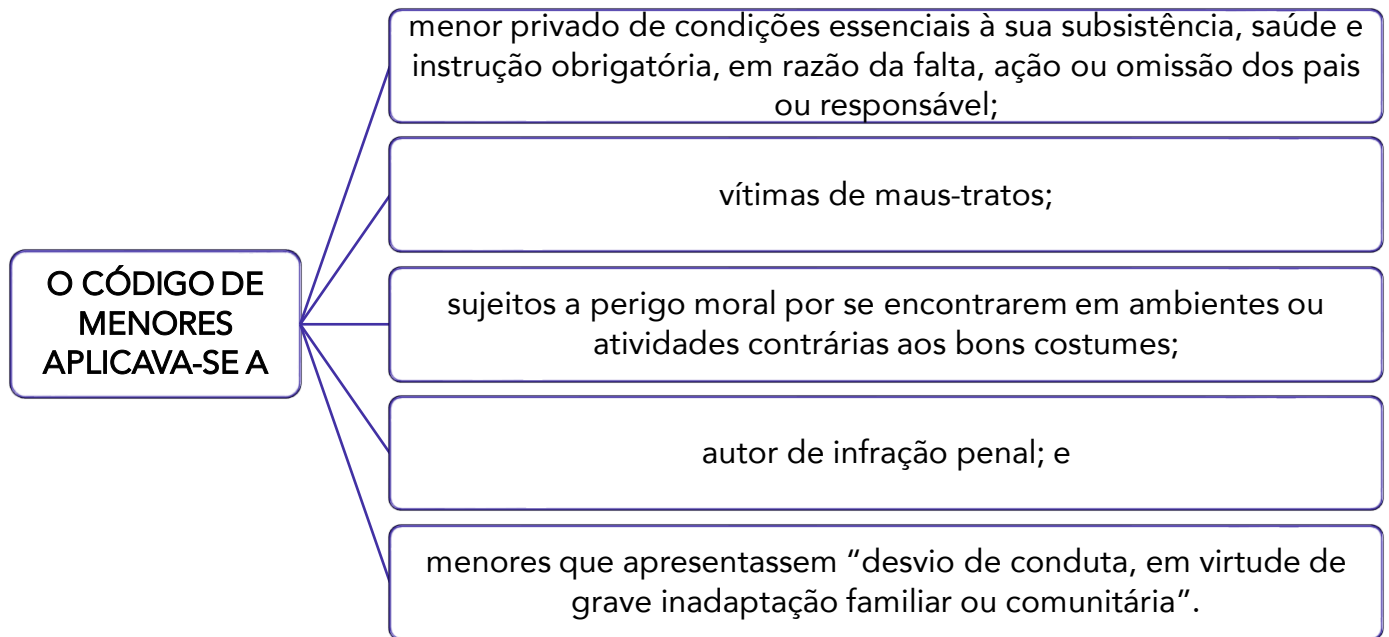 menor privado de condições essenciais à sua subsistência, saúde e
instrução obrigatória, em razão da falta, ação ou omissão dos pais
ou responsável;
vítimas de maus-tratos;
O CÓDIGO DE
MENORES
APLICAVA-SE A
sujeitos a perigo moral por se encontrarem em ambientes ou
atividades contrárias aos bons costumes;
autor de infração penal; e
menores que apresentassem “desvio de conduta, em virtude de
grave inadaptação familiar ou comunitária”.